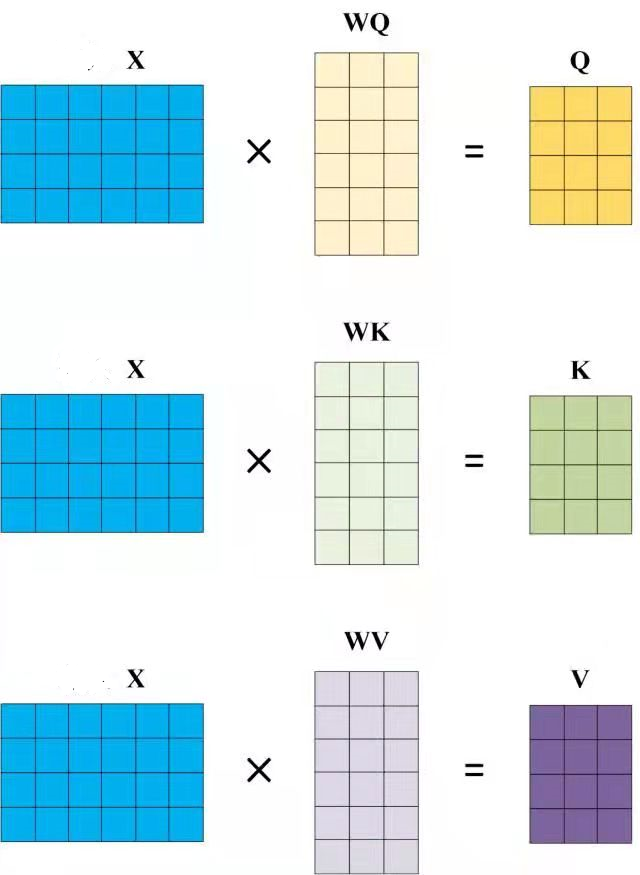 WQ
X
Q
×
=
WK
X
K
×
=
WV
X
V
×
=